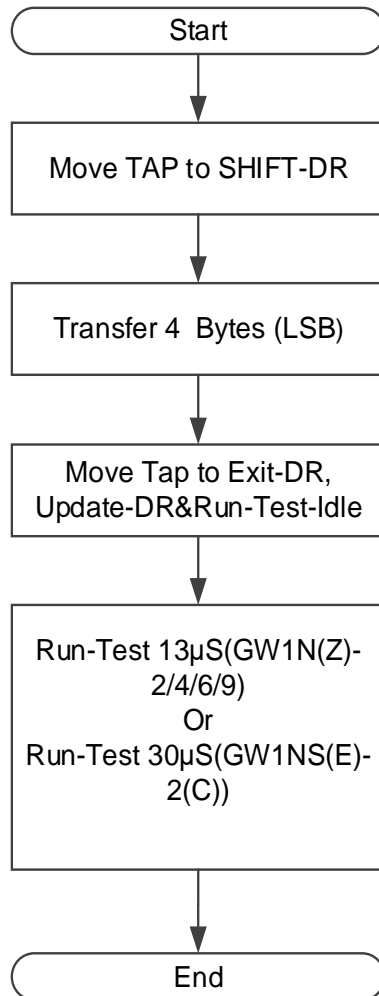 Start
Move TAP to SHIFT-DR
Transfer 4  Bytes (LSB)
Move Tap to Exit-DR,
Update-DR&Run-Test-Idle
Run-Test 13µS(GW1N(Z)-
2/4/6/9)
Or
Run-Test 30µS(GW1NS(E)-
2(C))
End